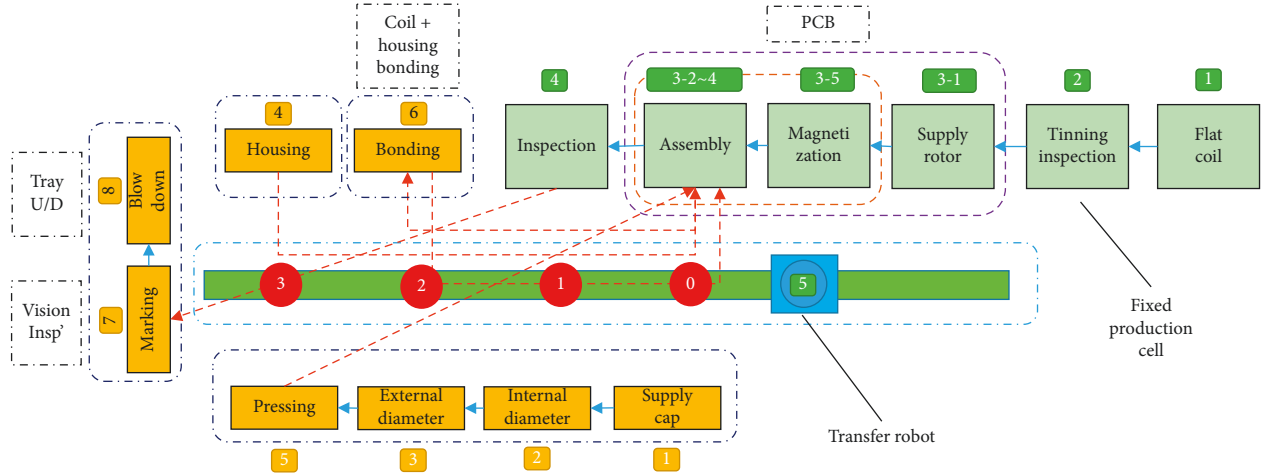 Coil +
housing
bonding
PCB
4
6
4
3-2~4
3-5
3-1
2
1
Housing
Bonding
Inspection
Assembly
Magneti
zation
Supply
rotor
Tinning
inspection
Flat
coil
Tray
U/D
8
Blow
down
Vision
Insp'
7
Marking
3
2
1
0
5
Fixed
production
cell
Pressing
External
diameter
Internal
diameter
Supply
cap
Transfer robot
5
3
2
1